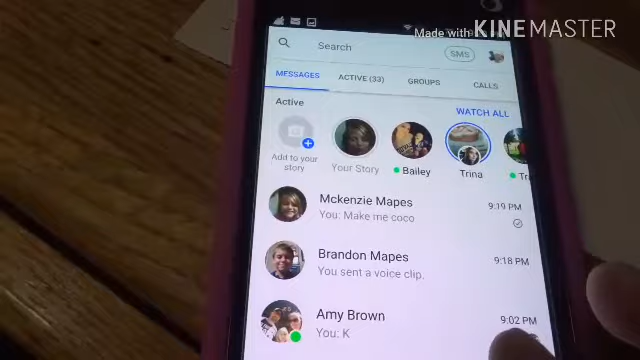 Made with KINEMASTER
Search
SMS
MESSAGES
ACTIVE (33)
GROUPS
CALLS
Active
WATCH ALL
Add to your
story
Your Story
Bailey
Trina
Mckenzie Mapes
9:19 PM
You: Make me coco
Brandon Mapes
9:18 PM
You sent a voice clip.
Amy Brown
9:02 PM
You: K